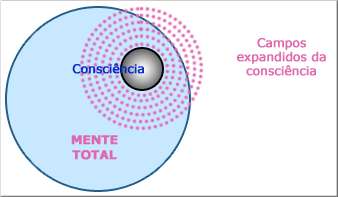 Campos
expandidos da
consciência
Consciência
MENTE
TOTAL